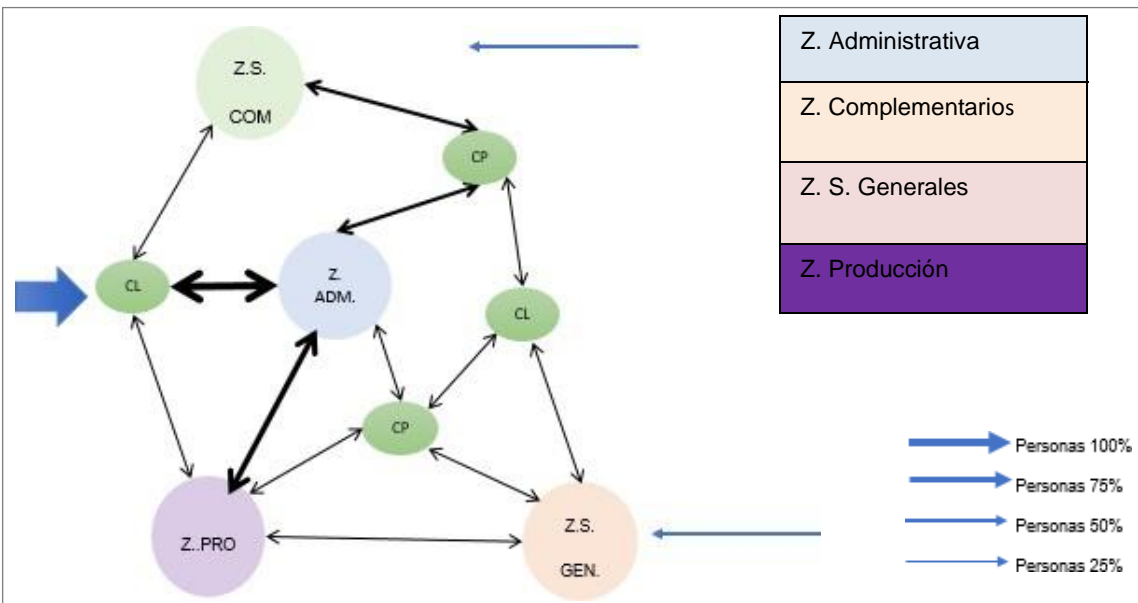 Z.S.
COM
CP
CL
Z.
ADM.
CL
CP
Z..PRO
Z.S.
GEN.
Z. Administrativa
Z. Complementarios
Z. S. Generales
Z. Producción
Personas 100%
Personas 75%
Personas 50%
Personas 25%